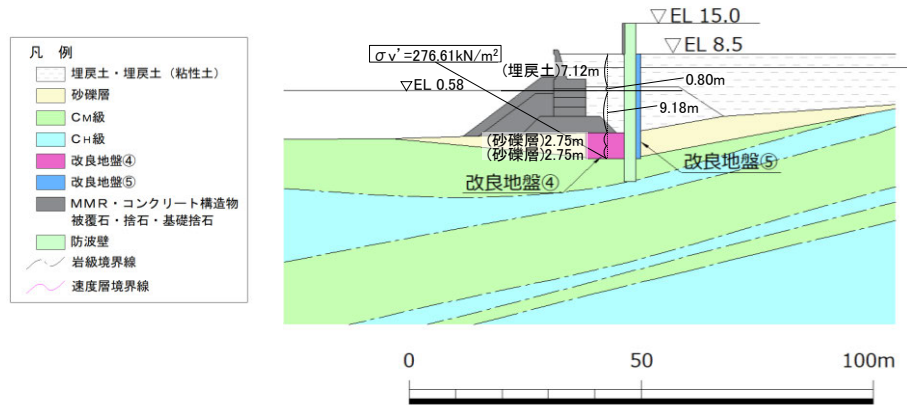 凡 例
埋戻土・埋戻土（粘性土）
砂礫層
CM級
CH級
改良地盤④
改良地盤⑤
MMR・コンクリート構造物
被覆石・捨石・基礎捨石
防波壁
岩級境界線
速度層境界線
▽EL 15.0
▽EL 8.5
σv’=276.61kN/m²
(埋戻土)7.12m
0.80m
▽EL 0.58
9.18m
(砂礫層)2.75m
(砂礫層)2.75m
改良地盤⑤
改良地盤④
0
50
100m